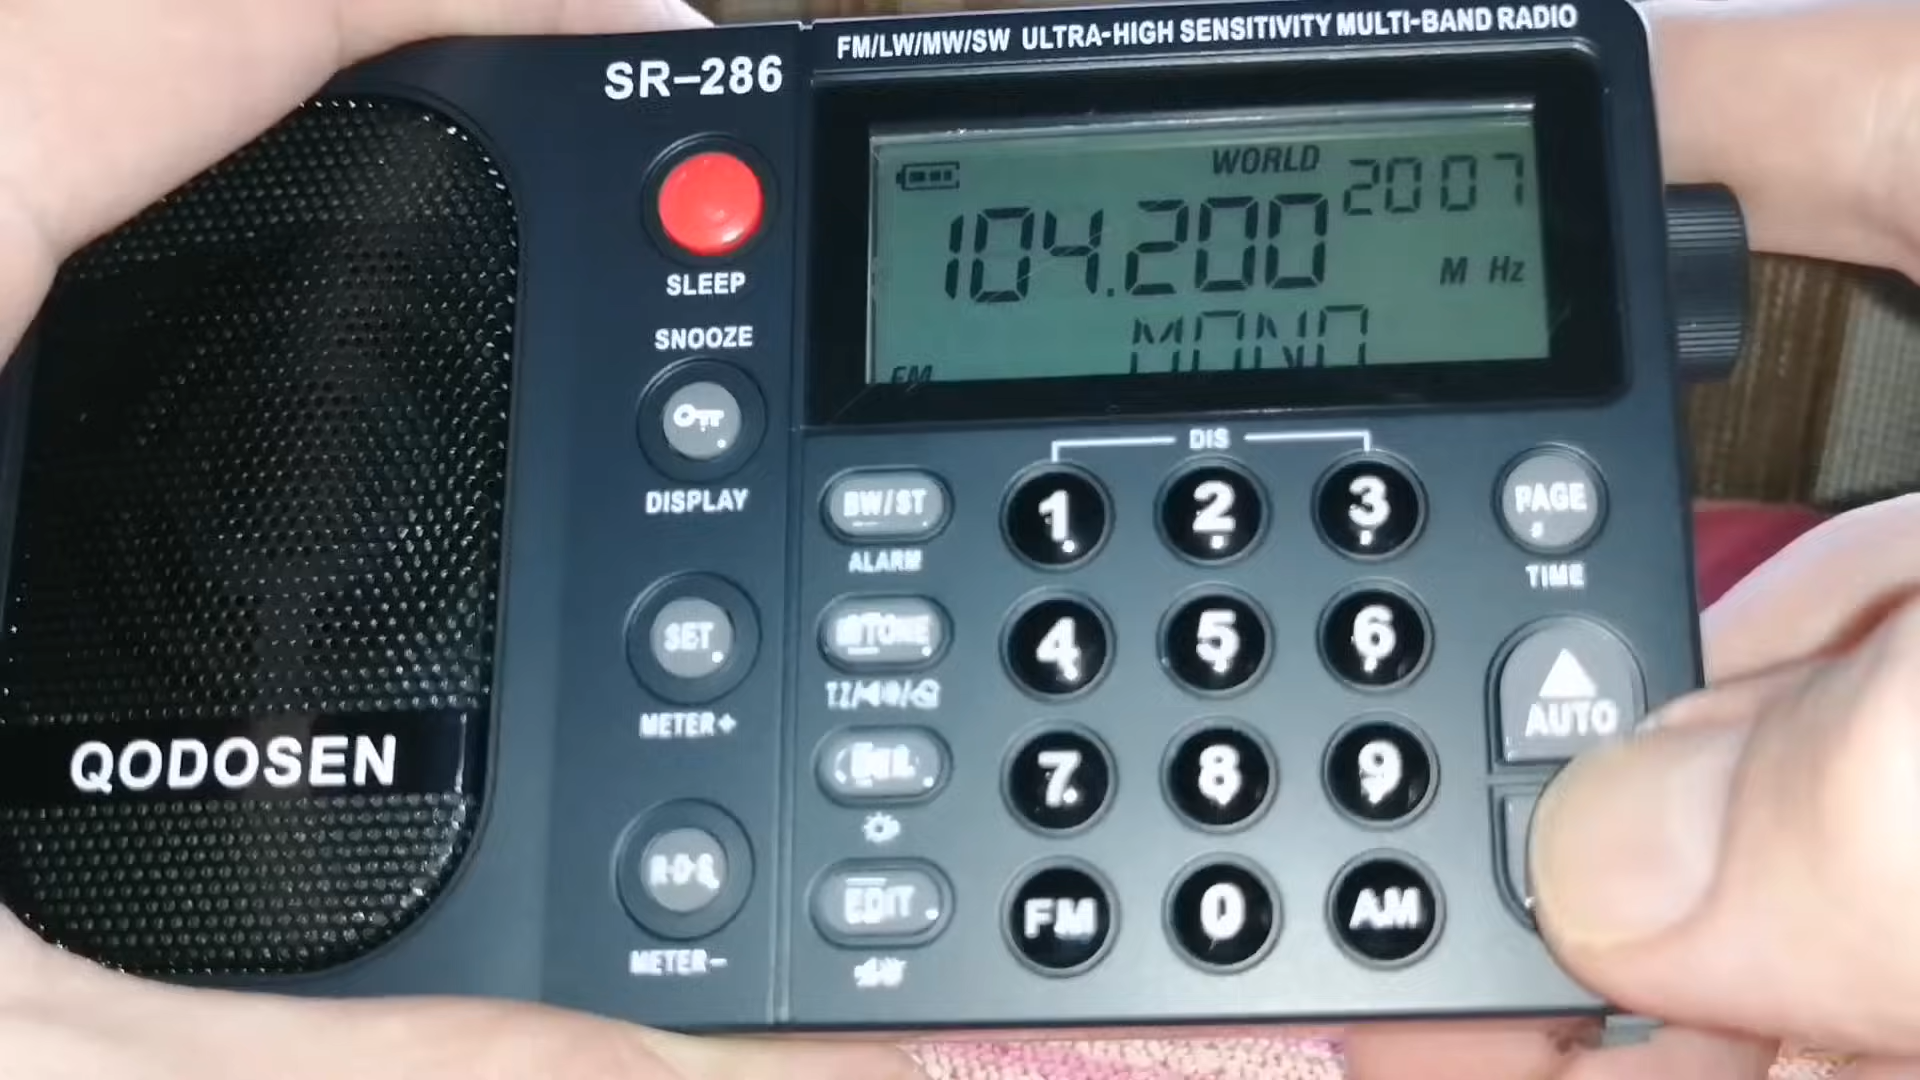 FM/LW/MW/SW ULTRA-HIGH SENSITIVITY MULTI-BAND RADIO
SR-286
WORLD 2007
104.200 M Hz
MONO
FM
SLEEP
SNOOZE
DISPLAY
SET
METER+
R·D·S
METER-
QODOSEN
DIS
BW/ST
ALARM
1 2 3
PAGE
TIME
4 5 6
AUTO
7 8 9
EDIT
FM 0 AM